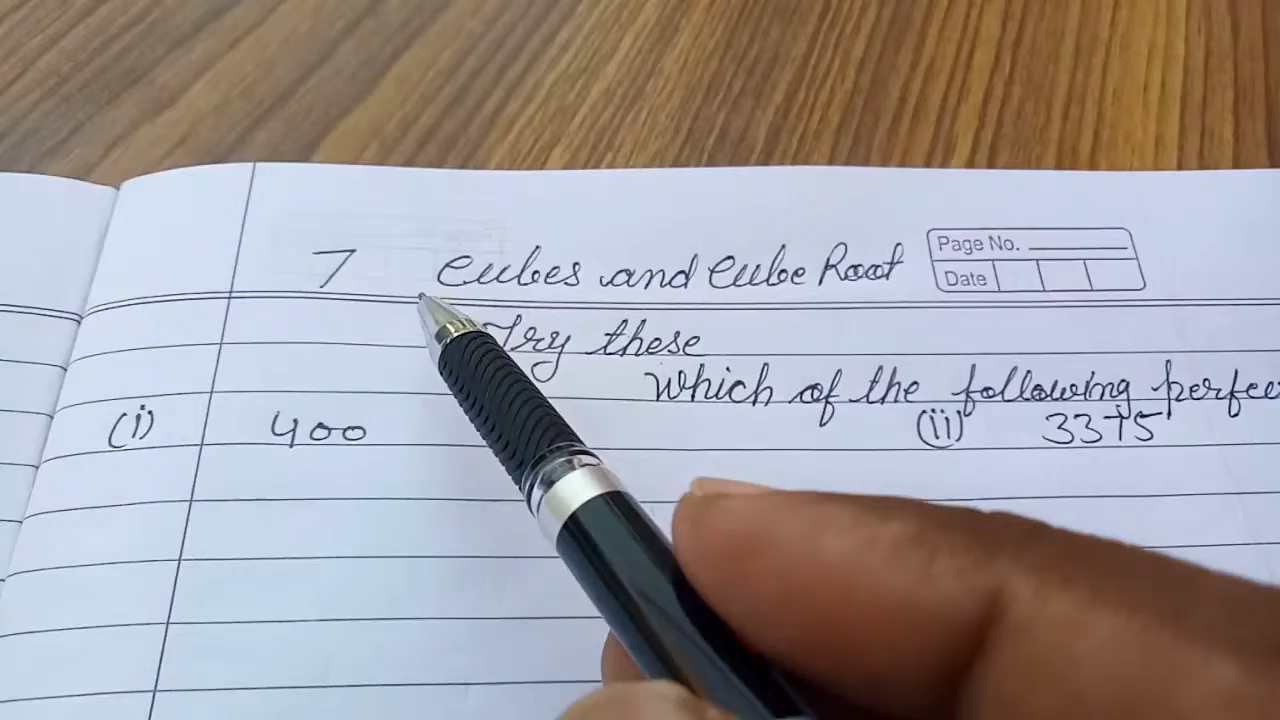 7 Cubes and Cube Root
Page No.
Date
Try these
which of the following
(i) 400 (ii) 3375